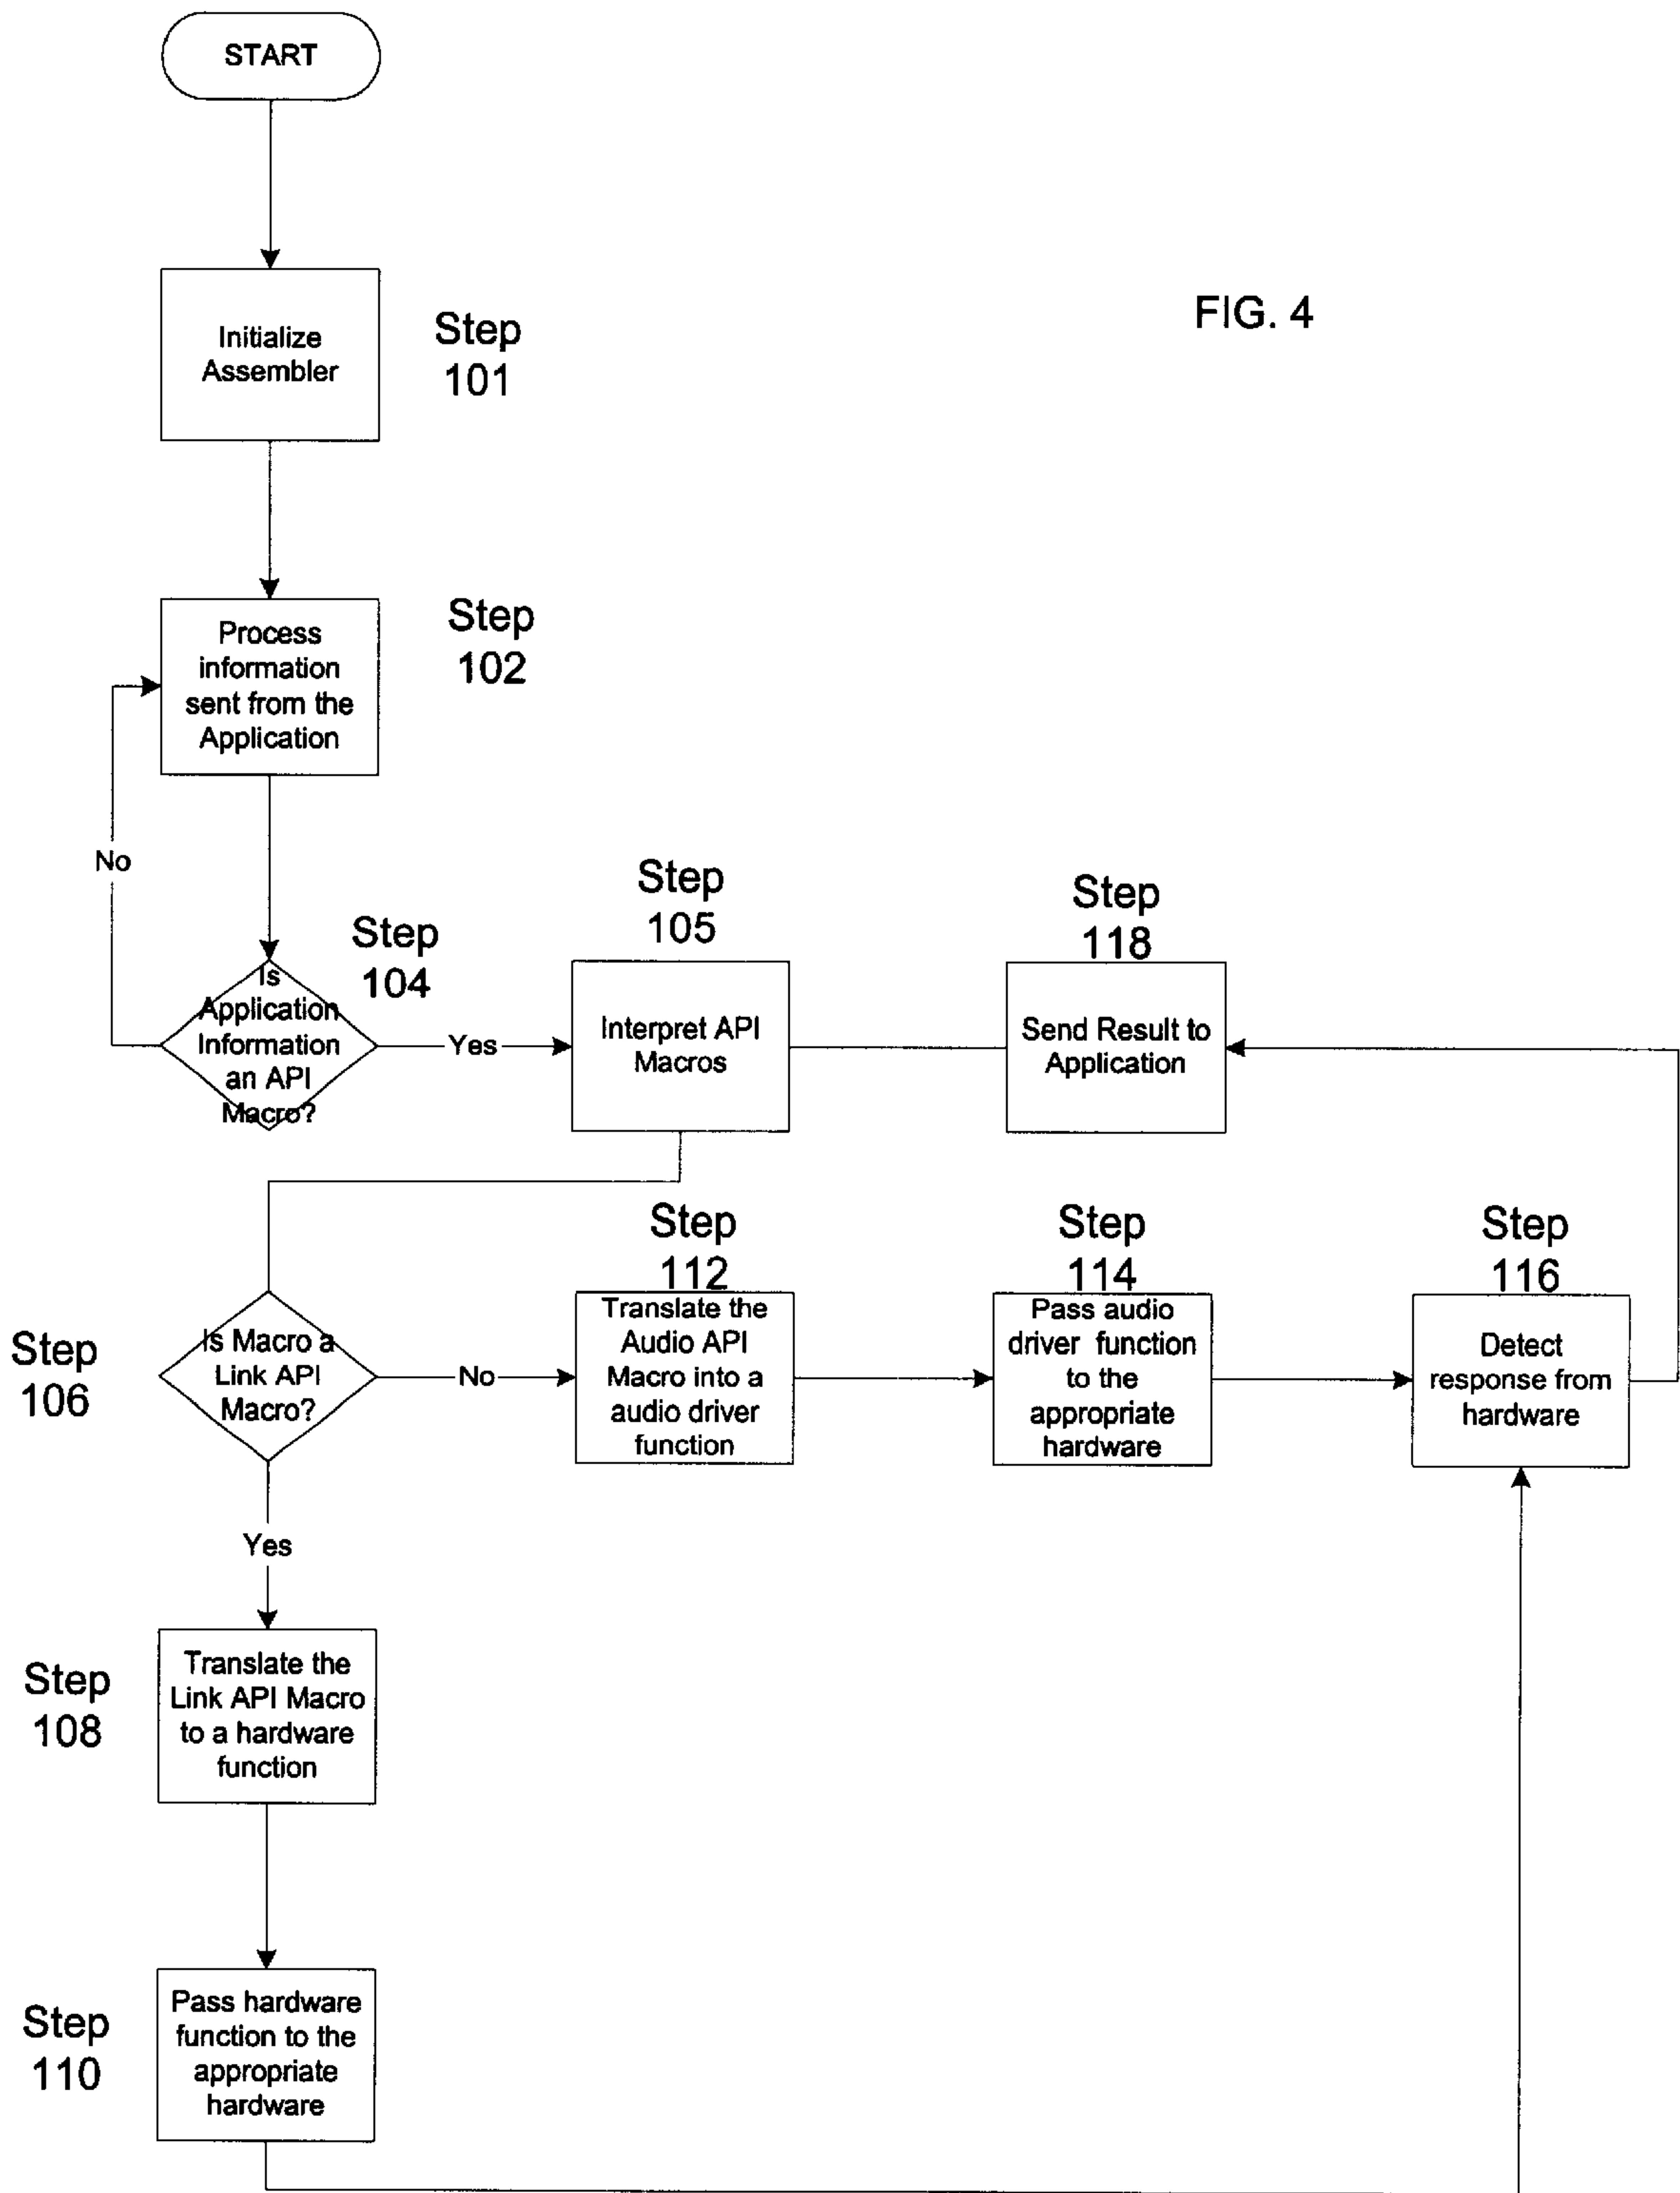 START
FIG. 4
Initialize
Assembler
Step
101
Process
information
sent from the
Application
Step
102
No
Step
104
Is
Application
Information
an API
Macro?
Yes
Step
105
Interpret API
Macros
Step
118
Send Result to
Application
Step
106
Is Macro a
Link API
Macro?
No
Step
112
Translate the
Audio API
Macro into a
audio driver
function
Step
114
Pass audio
driver function
to the
appropriate
hardware
Step
116
Detect
response from
hardware
Yes
Step
108
Translate the
Link API Macro
to a hardware
function
Step
110
Pass hardware
function to the
appropriate
hardware